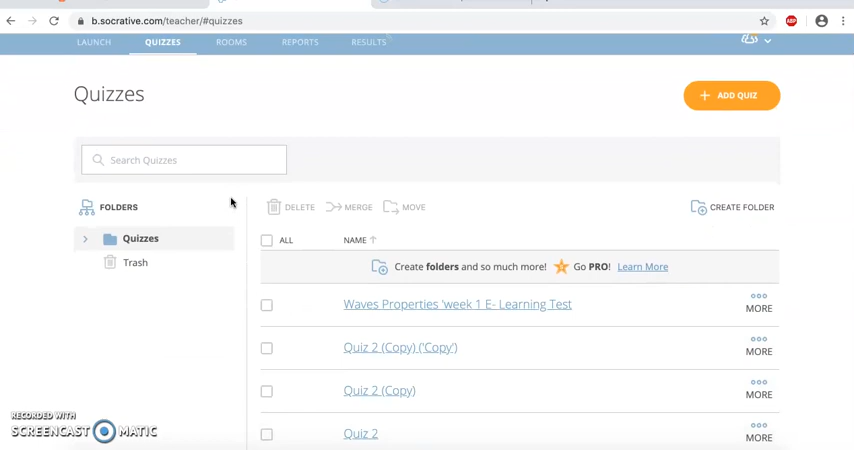 b.socrative.com/teacher/#quizzes
ABP
LAUNCH QUIZZES ROOMS REPORTS RESULTS
Quizzes
+ ADD QUIZ
Search Quizzes
FOLDERS
DELETE MERGE MOVE CREATE FOLDER
Quizzes
Trash
ALL NAME
Create folders and so much more! Go PRO! Learn More
Waves Properties 'week 1 E- Learning Test
MORE
Quiz 2 (Copy) ('Copy')
MORE
Quiz 2 (Copy)
MORE
Quiz 2
MORE
RECORDED WITH
SCREENCAST MATIC